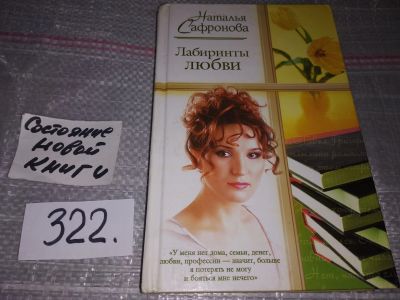 Наталья
Сафронова
Лабиринты
любви
Состояние
новой
книги
322.
«У меня нет дома, семьи, денег,
любви, профессии — значит, больше
я потерять не могу
и бояться мне нечего»